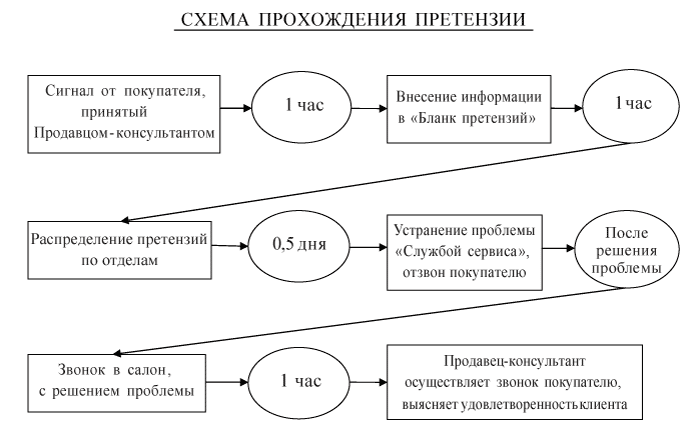 СХЕМА ПРОХОЖДЕНИЯ ПРЕТЕНЗИИ
Сигнал от покупателя,
принятый
Продавцом-консультантом
1 час
Внесение информации
в «Бланк претензий»
1 час
Распределение претензий
по отделам
0,5 дня
Устранение проблемы
«Службой сервиса»,
отзвон покупателю
После
решения
проблемы
Звонок в салон,
с решением проблемы
1 час
Продавец-консультант
осуществляет звонок покупателю,
выясняет удовлетворенность клиента